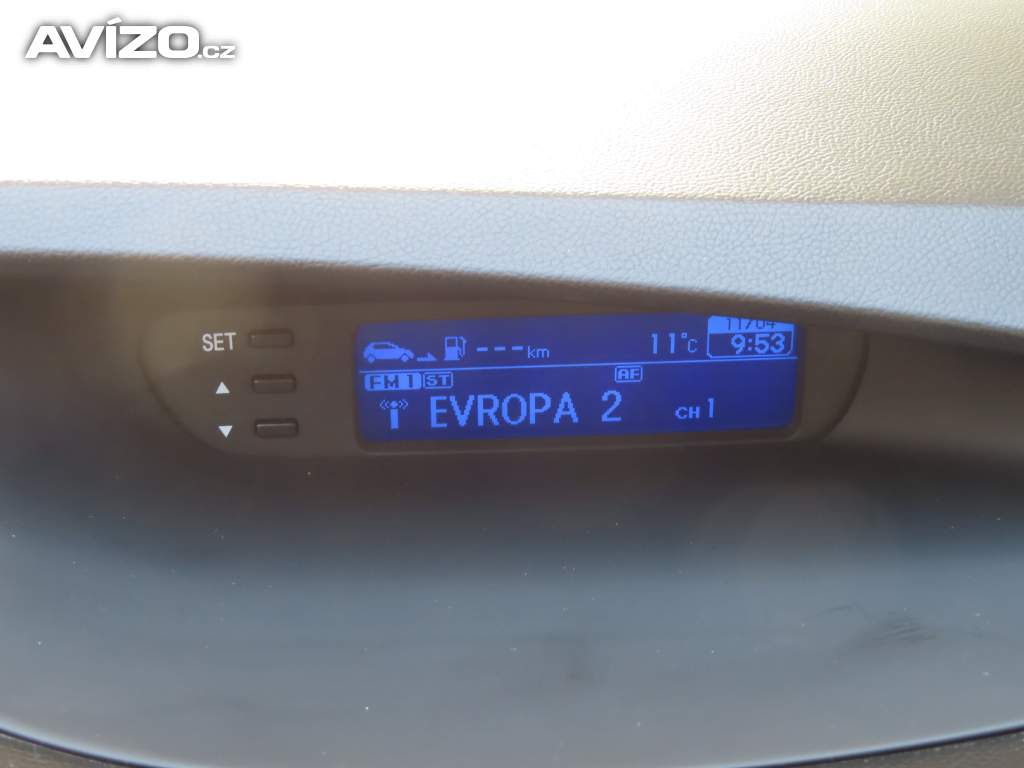 AVÍZO.cz
SET
--- km 11°C 11/04 9:53
FM 1 ST AF
EVROPA 2 CH 1